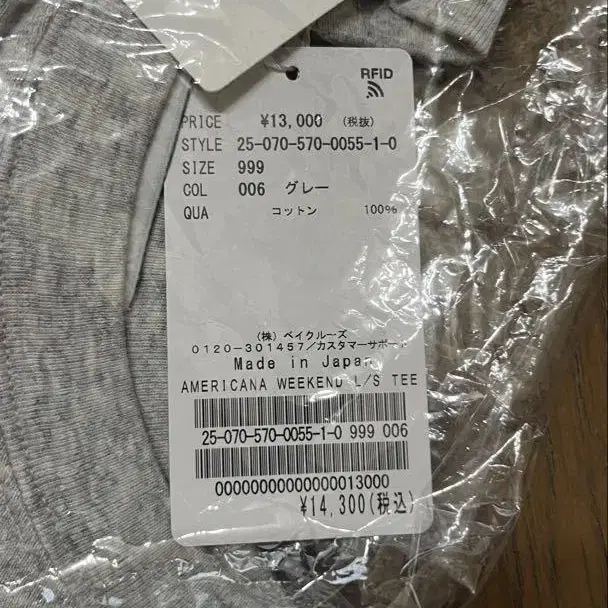 RFID
PRICE ¥13,000 (税抜)
STYLE 25-070-570-0055-1-0
SIZE 999
COL 006 グレー
QUA コットン 100%
(株) ベイクルーズ
0120-301457/カスタマーサポート
Made in Japan
AMERICANA WEEKEND L/S TEE
25-070-570-0055-1-0 999 006
00000000000000013000
¥14,300(税込)